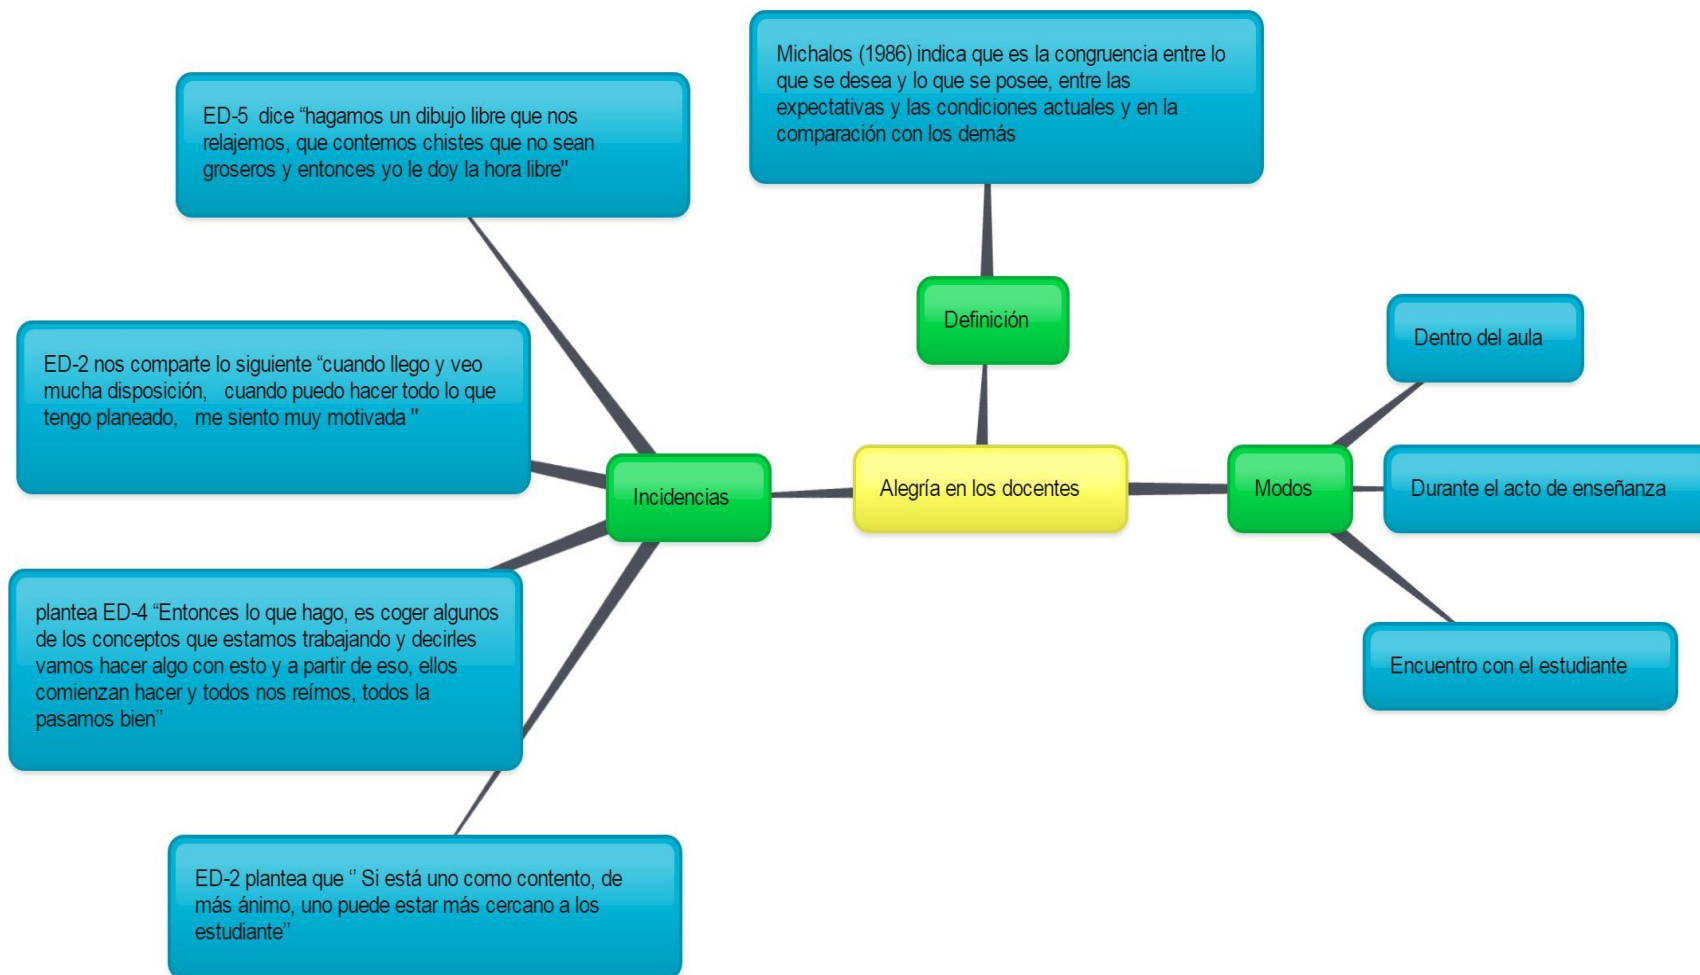 Michalos (1986) indica que es la congruencia entre lo
que se desea y lo que se posee, entre las
expectativas y las condiciones actuales y en la
comparación con los demás
ED-5 dice “hagamos un dibujo libre que nos
relajemos, que contemos chistes que no sean
groseros y entonces yo le doy la hora libre"
Definición
Dentro del aula
ED-2 nos comparte lo siguiente “cuando llego y veo
mucha disposición, cuando puedo hacer todo lo que
tengo planeado, me siento muy motivada "
Incidencias
Alegría en los docentes
Modos
Durante el acto de enseñanza
plantea ED-4 “Entonces lo que hago, es coger algunos
de los conceptos que estamos trabajando y decirles
vamos hacer algo con esto y a partir de eso, ellos
comienzan hacer y todos nos reímos, todos la
pasamos bien’’
Encuentro con el estudiante
ED-2 plantea que ‘’ Si está uno como contento, de
más ánimo, uno puede estar más cercano a los
estudiante’’